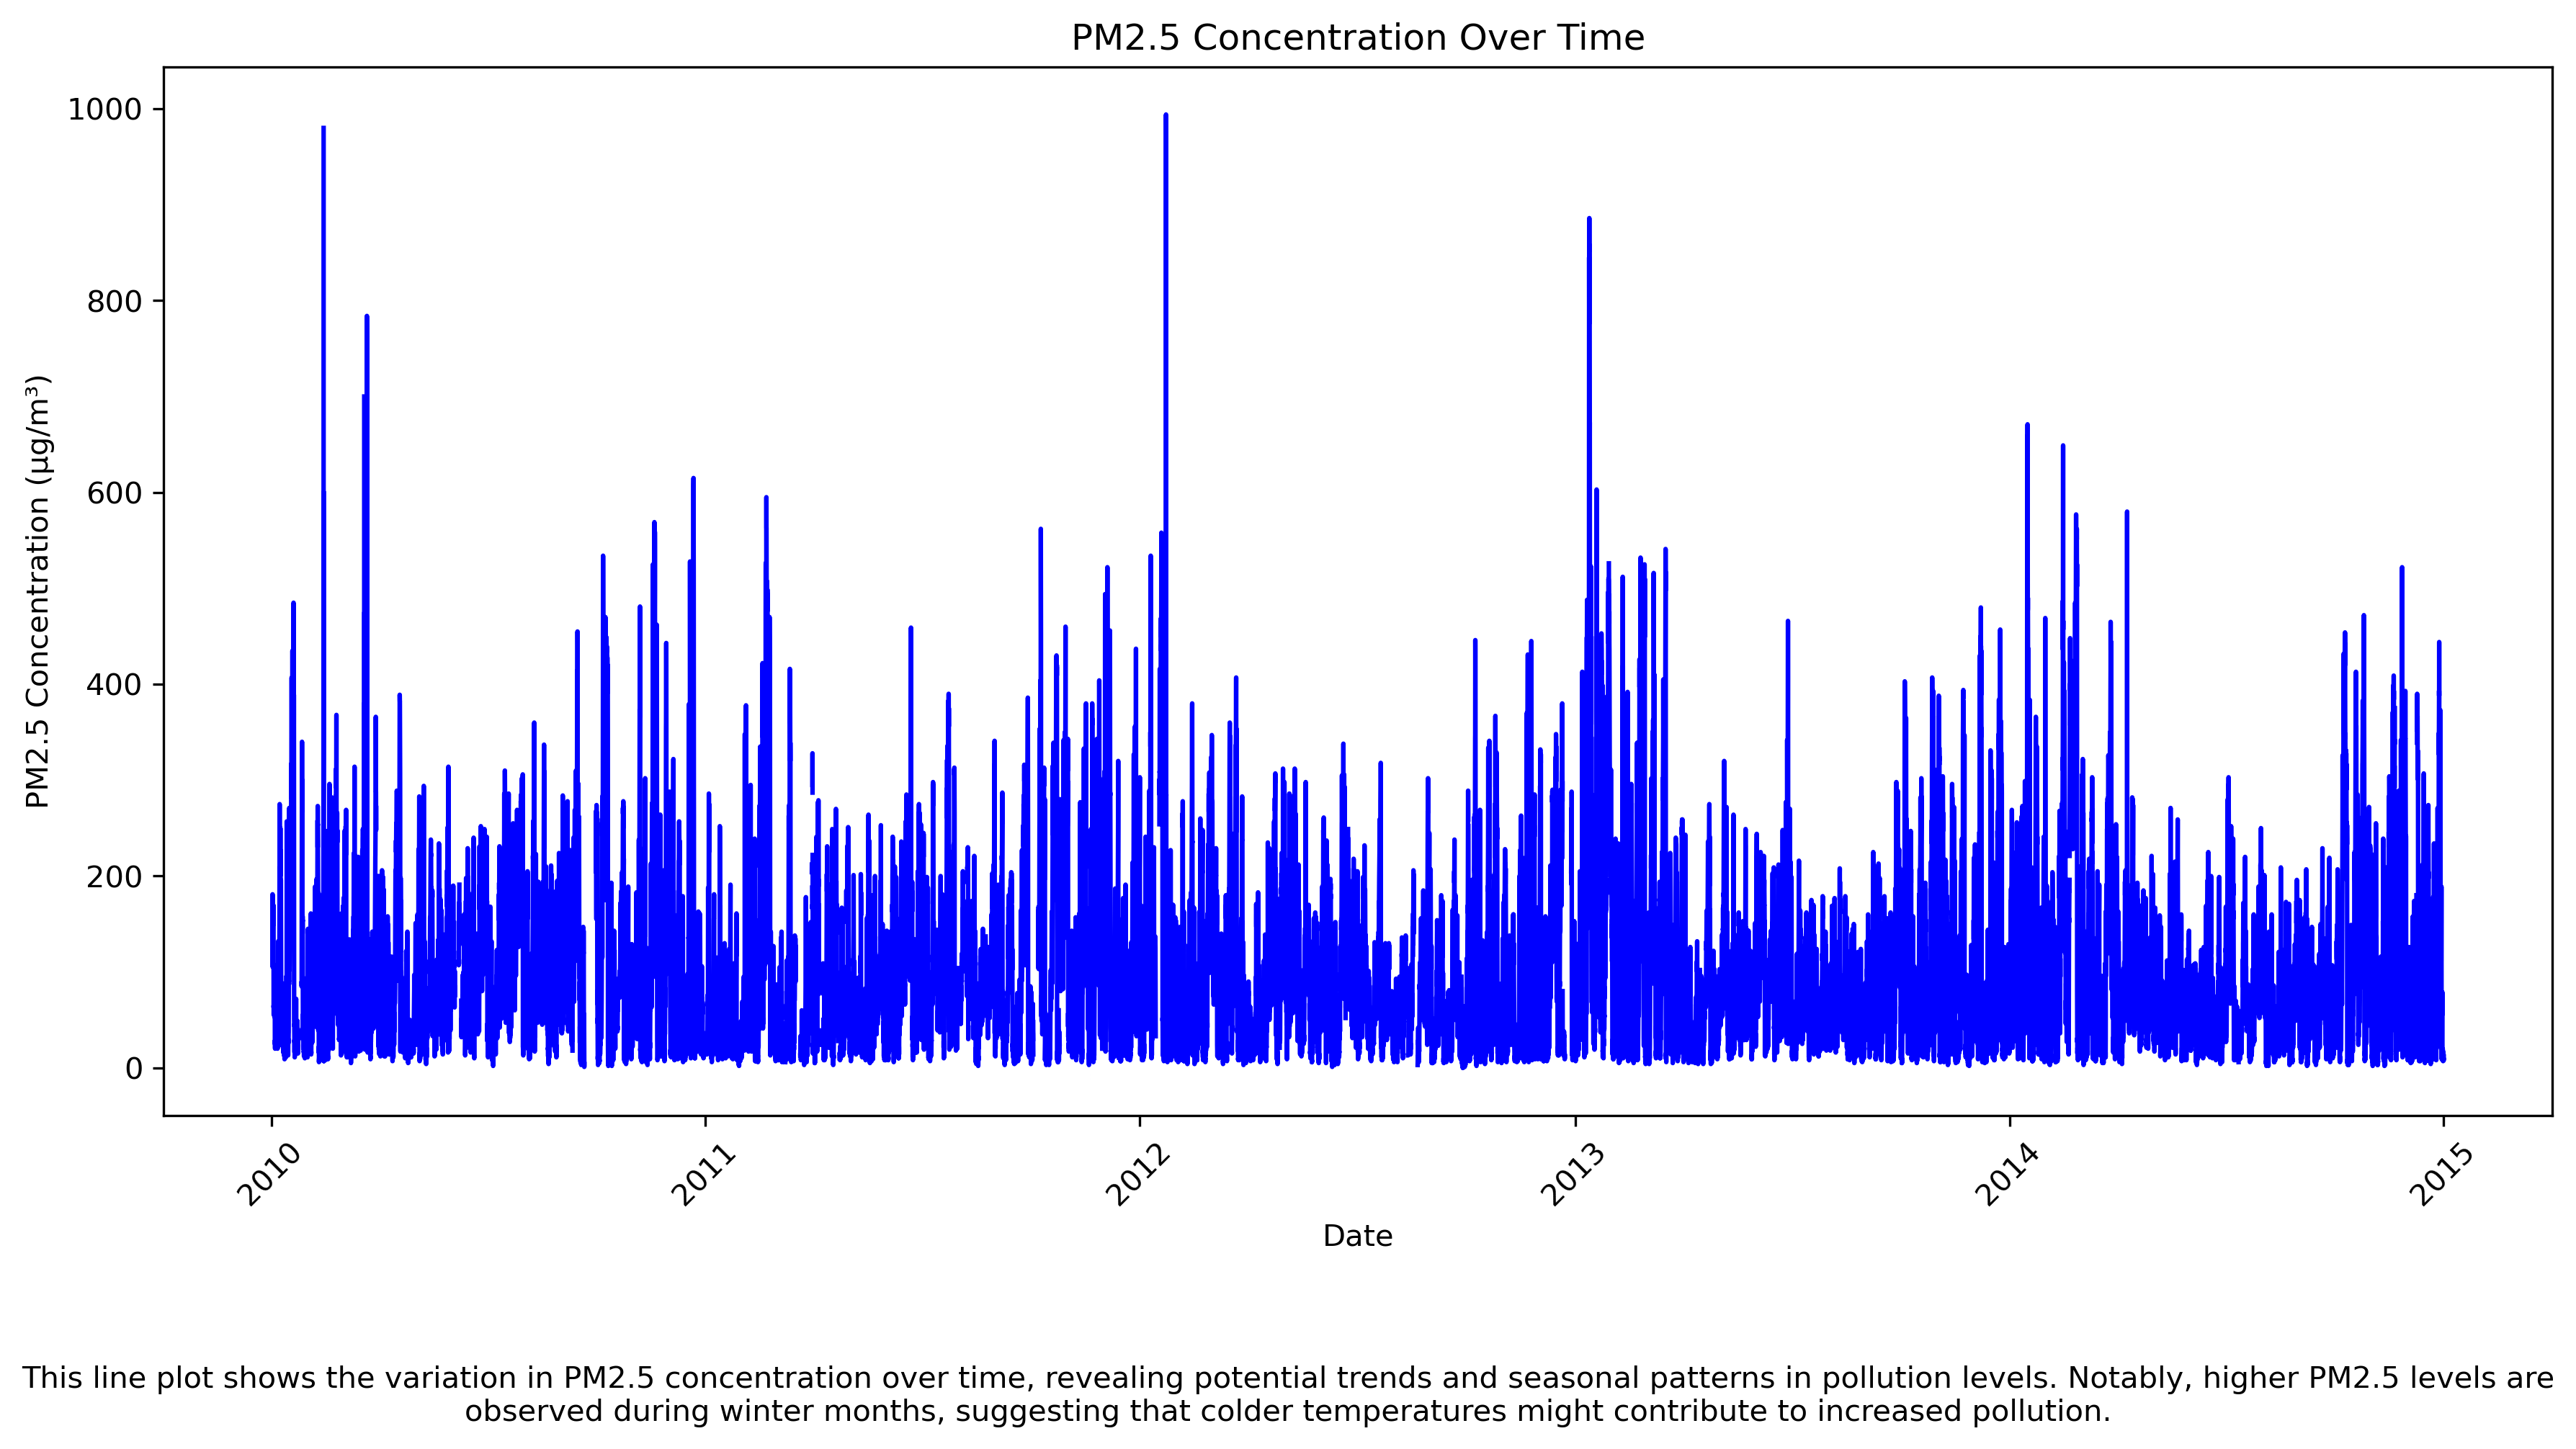 PM2.5 Concentration Over Time
PM2.5 Concentration (µg/m³)
1000
800
600
400
200
0
2010
2011
2012
2013
2014
2015
Date
This line plot shows the variation in PM2.5 concentration over time, revealing potential trends and seasonal patterns in pollution levels. Notably, higher PM2.5 levels are
observed during winter months, suggesting that colder temperatures might contribute to increased pollution.